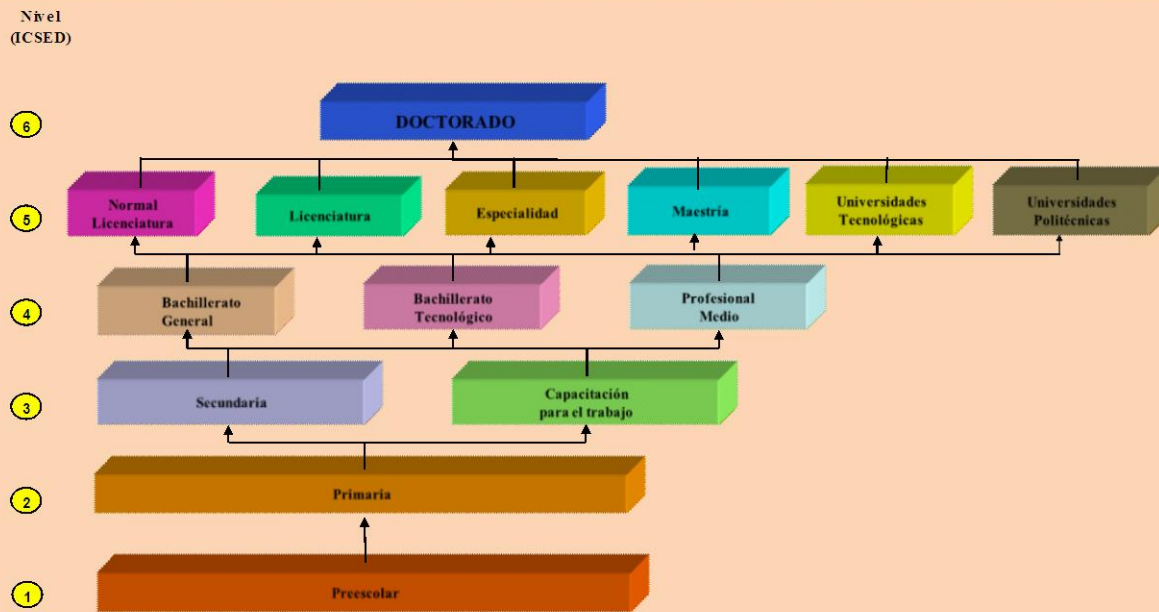 Nivel
(ICSED)
6
DOCTORADO
5
Normal
Licenciatura
Licenciatura
Especialidad
Maestría
Universidades
Tecnológicas
Universidades
Politécnicas
4
Bachillerato
General
Bachillerato
Tecnológico
Profesional
Medio
3
Secundaria
Capacitación
para el trabajo
2
Primaria
1
Preescolar